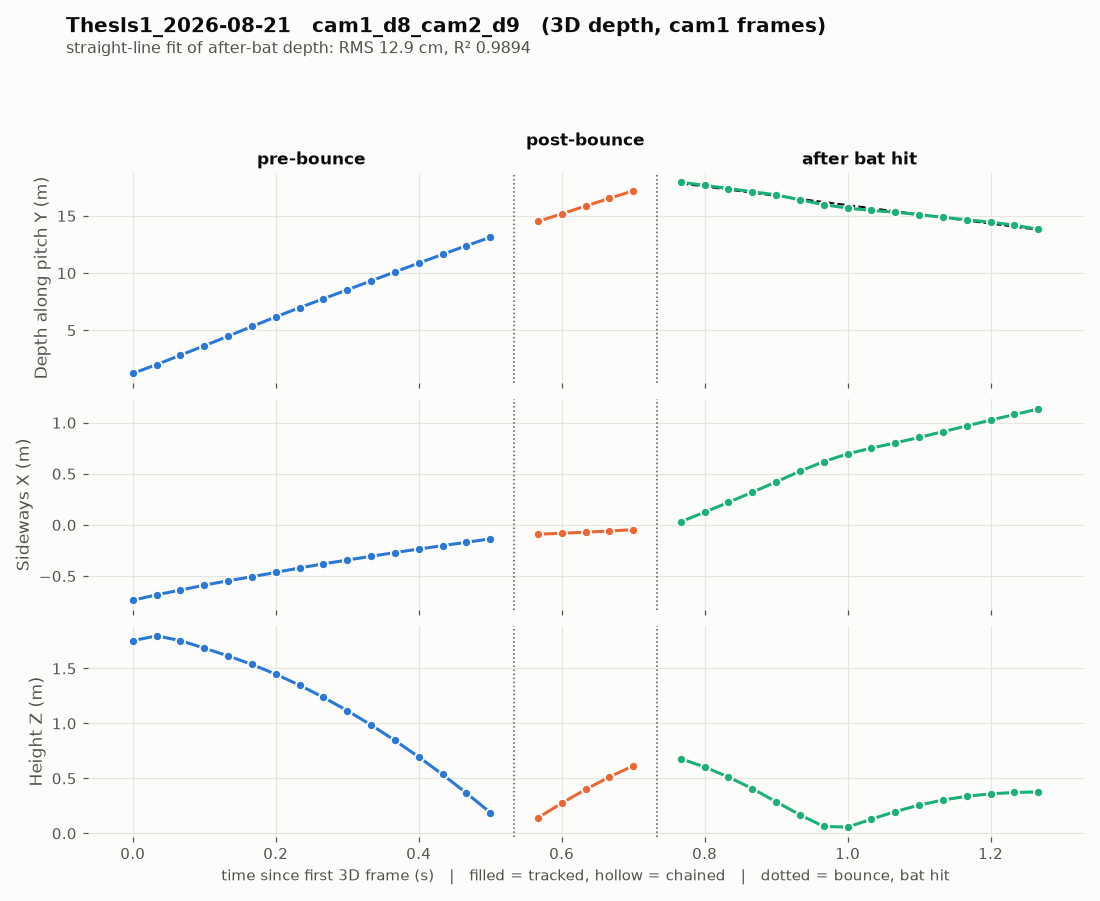 Thesls1_2026-08-21 cam1_d8_cam2_d9 (3D depth, cam1 frames)
straight-line fit of after-bat depth: RMS 12.9 cm, R² 0.9894
pre-bounce
post-bounce
after bat hit
Depth along pitch Y (m)
15
10
5
Sideways X (m)
1.0
0.5
0.0
−0.5
Height Z (m)
1.5
1.0
0.5
0.0
0.0 0.2 0.4 0.6 0.8 1.0 1.2
time since first 3D frame (s) | filled = tracked, hollow = chained | dotted = bounce, bat hit